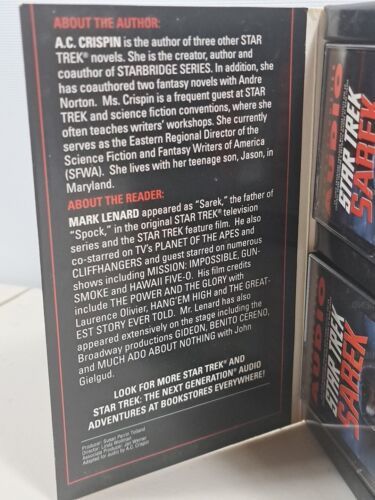 ABOUT THE AUTHOR:
A.C. CRISPIN is the author of three other STAR
TREK® novels. She is the creator, author and
coauthor of STARBRIDGE SERIES. In addition, she
has coauthored two fantasy novels with Andre
Norton. Ms. Crispin is a frequent guest at STAR
TREK and science fiction conventions, where she
often teaches writers' workshops. She currently
serves as the Eastern Regional Director of the
Science Fiction and Fantasy Writers of America
(SFWA). She lives with her teenage son, Jason, in
Maryland.
ABOUT THE READER:
MARK LENARD appeared as "Sarek," the father of
"Spock," in the original STAR TREK® television
series and the STAR TREK feature film. He also
co-starred on TV's PLANET OF THE APES and
CLIFFHANGERS and guest starred on numerous
shows including MISSION: IMPOSSIBLE, GUN-
SMOKE and HAWAII FIVE-O. His film credits
include THE POWER AND THE GLORY with
Laurence Olivier, HANG'EM HIGH and the GREAT-
EST STORY EVER TOLD. Mr. Lenard has also
appeared extensively on the stage including the
Broadway productions GIDEON, BENITO CERENO,
and MUCH ADO ABOUT NOTHING with John
Gielgud.
LOOK FOR MORE STAR TREK® AND
STAR TREK: THE NEXT GENERATION® AUDIO
ADVENTURES AT BOOKSTORES EVERYWHERE!
Director: Linda
Adapted for audio by A.C. Crispin
AUDIO
STAR TREK
SAREK
AUDIO
STAR TREK
SAREK